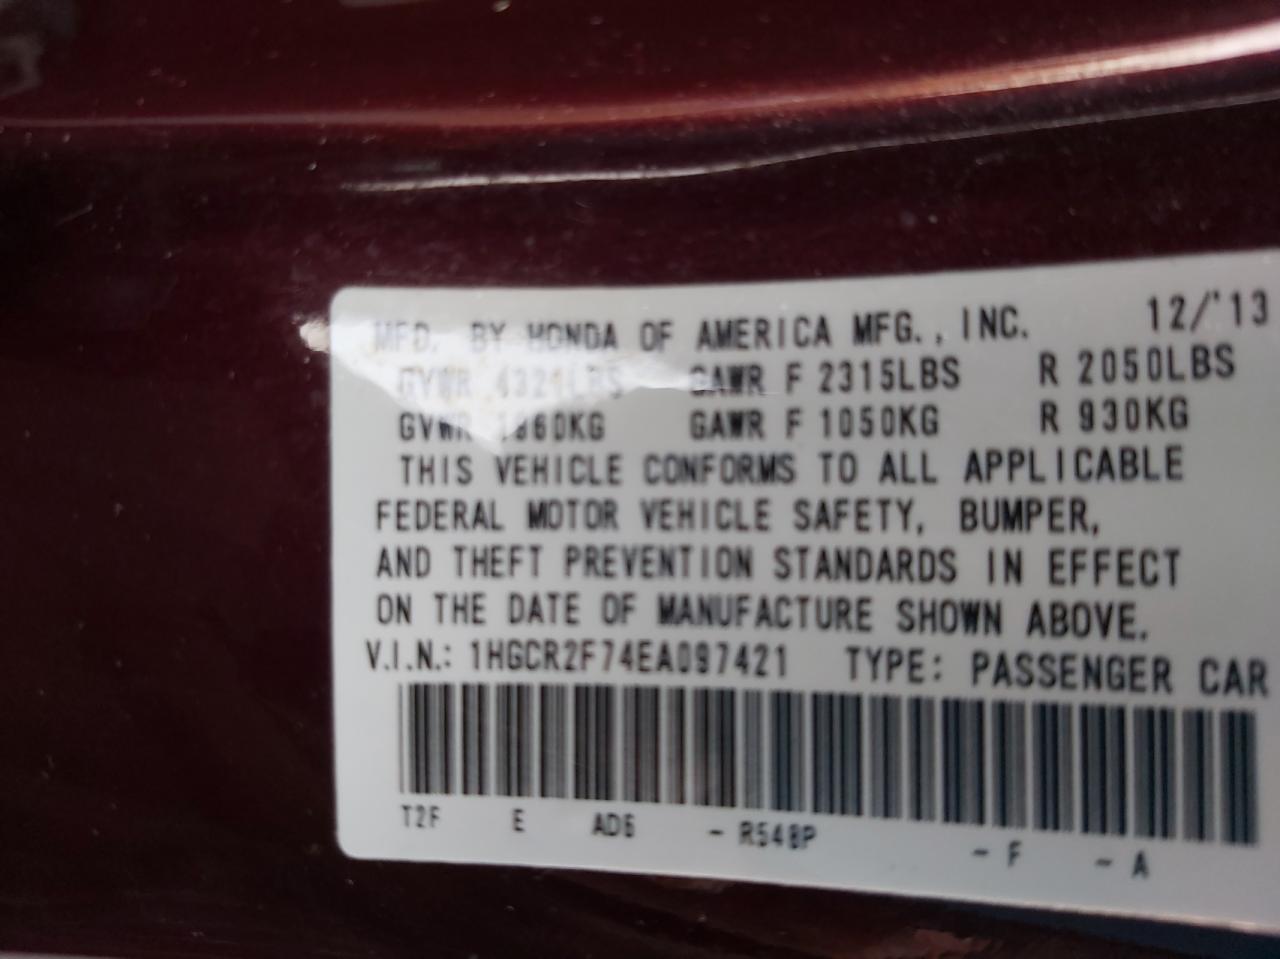 MFD. BY HONDA OF AMERICA MFG., INC. 12/'13
GVWR 4321LBS GAWR F 2315LBS R 2050LBS
GVWR 1960KG GAWR F 1050KG R 930KG
THIS VEHICLE CONFORMS TO ALL APPLICABLE
FEDERAL MOTOR VEHICLE SAFETY, BUMPER,
AND THEFT PREVENTION STANDARDS IN EFFECT
ON THE DATE OF MANUFACTURE SHOWN ABOVE.
V.I.N.: 1HGCR2F74EA097421 TYPE: PASSENGER CAR
T2F E AD6 - R548P - F - A